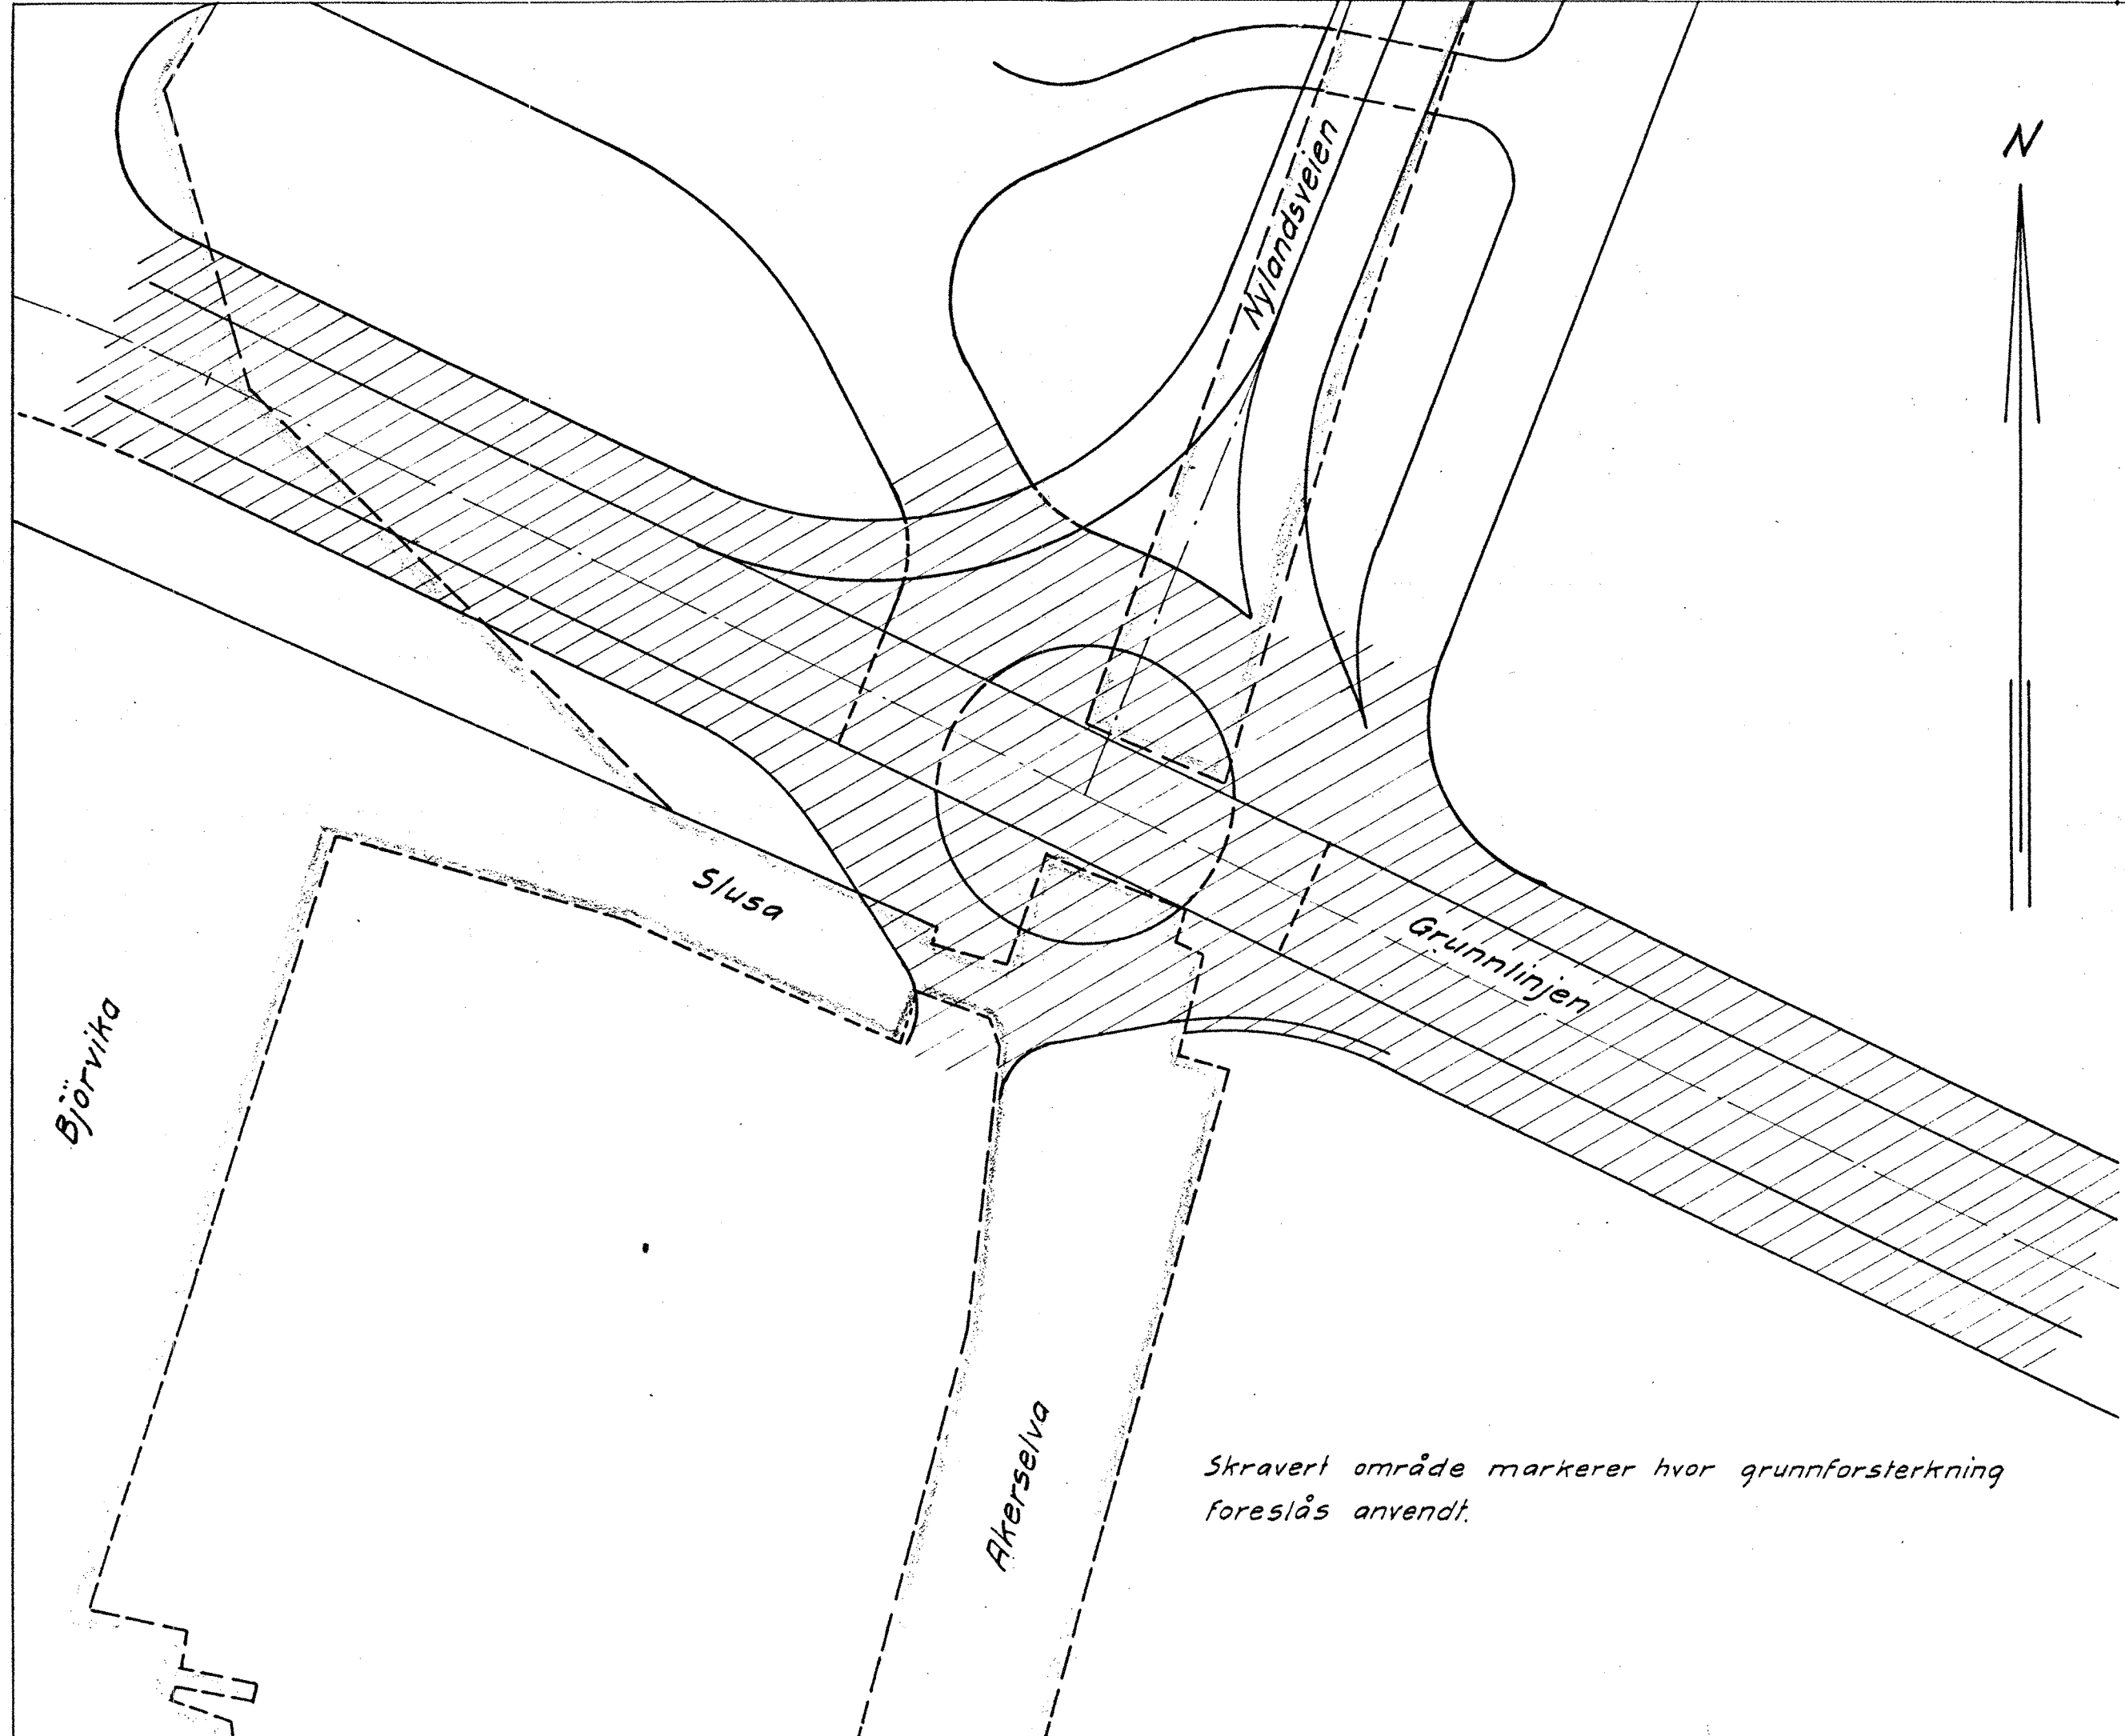 N
Nylandsveien
Slusa
Grunnlinjen
Björvika
Akerselva
Skravert område markerer hvor grunnforsterkning
foreslås anvendt.